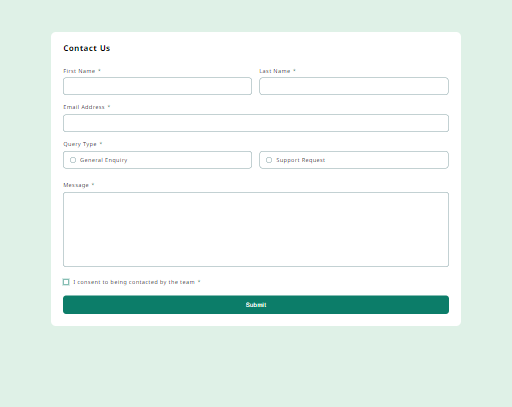 Contact Us
First Name *
Last Name *
Email Address *
Query Type *
General Enquiry
Support Request
Message *
I consent to being contacted by the team *
Submit